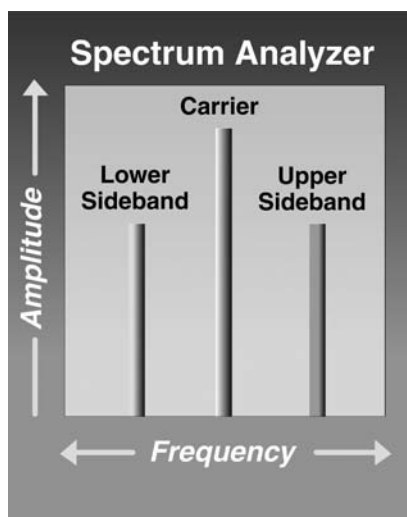 Spectrum Analyzer
Carrier
Lower
Sideband
Upper
Sideband
Amplitude
Frequency